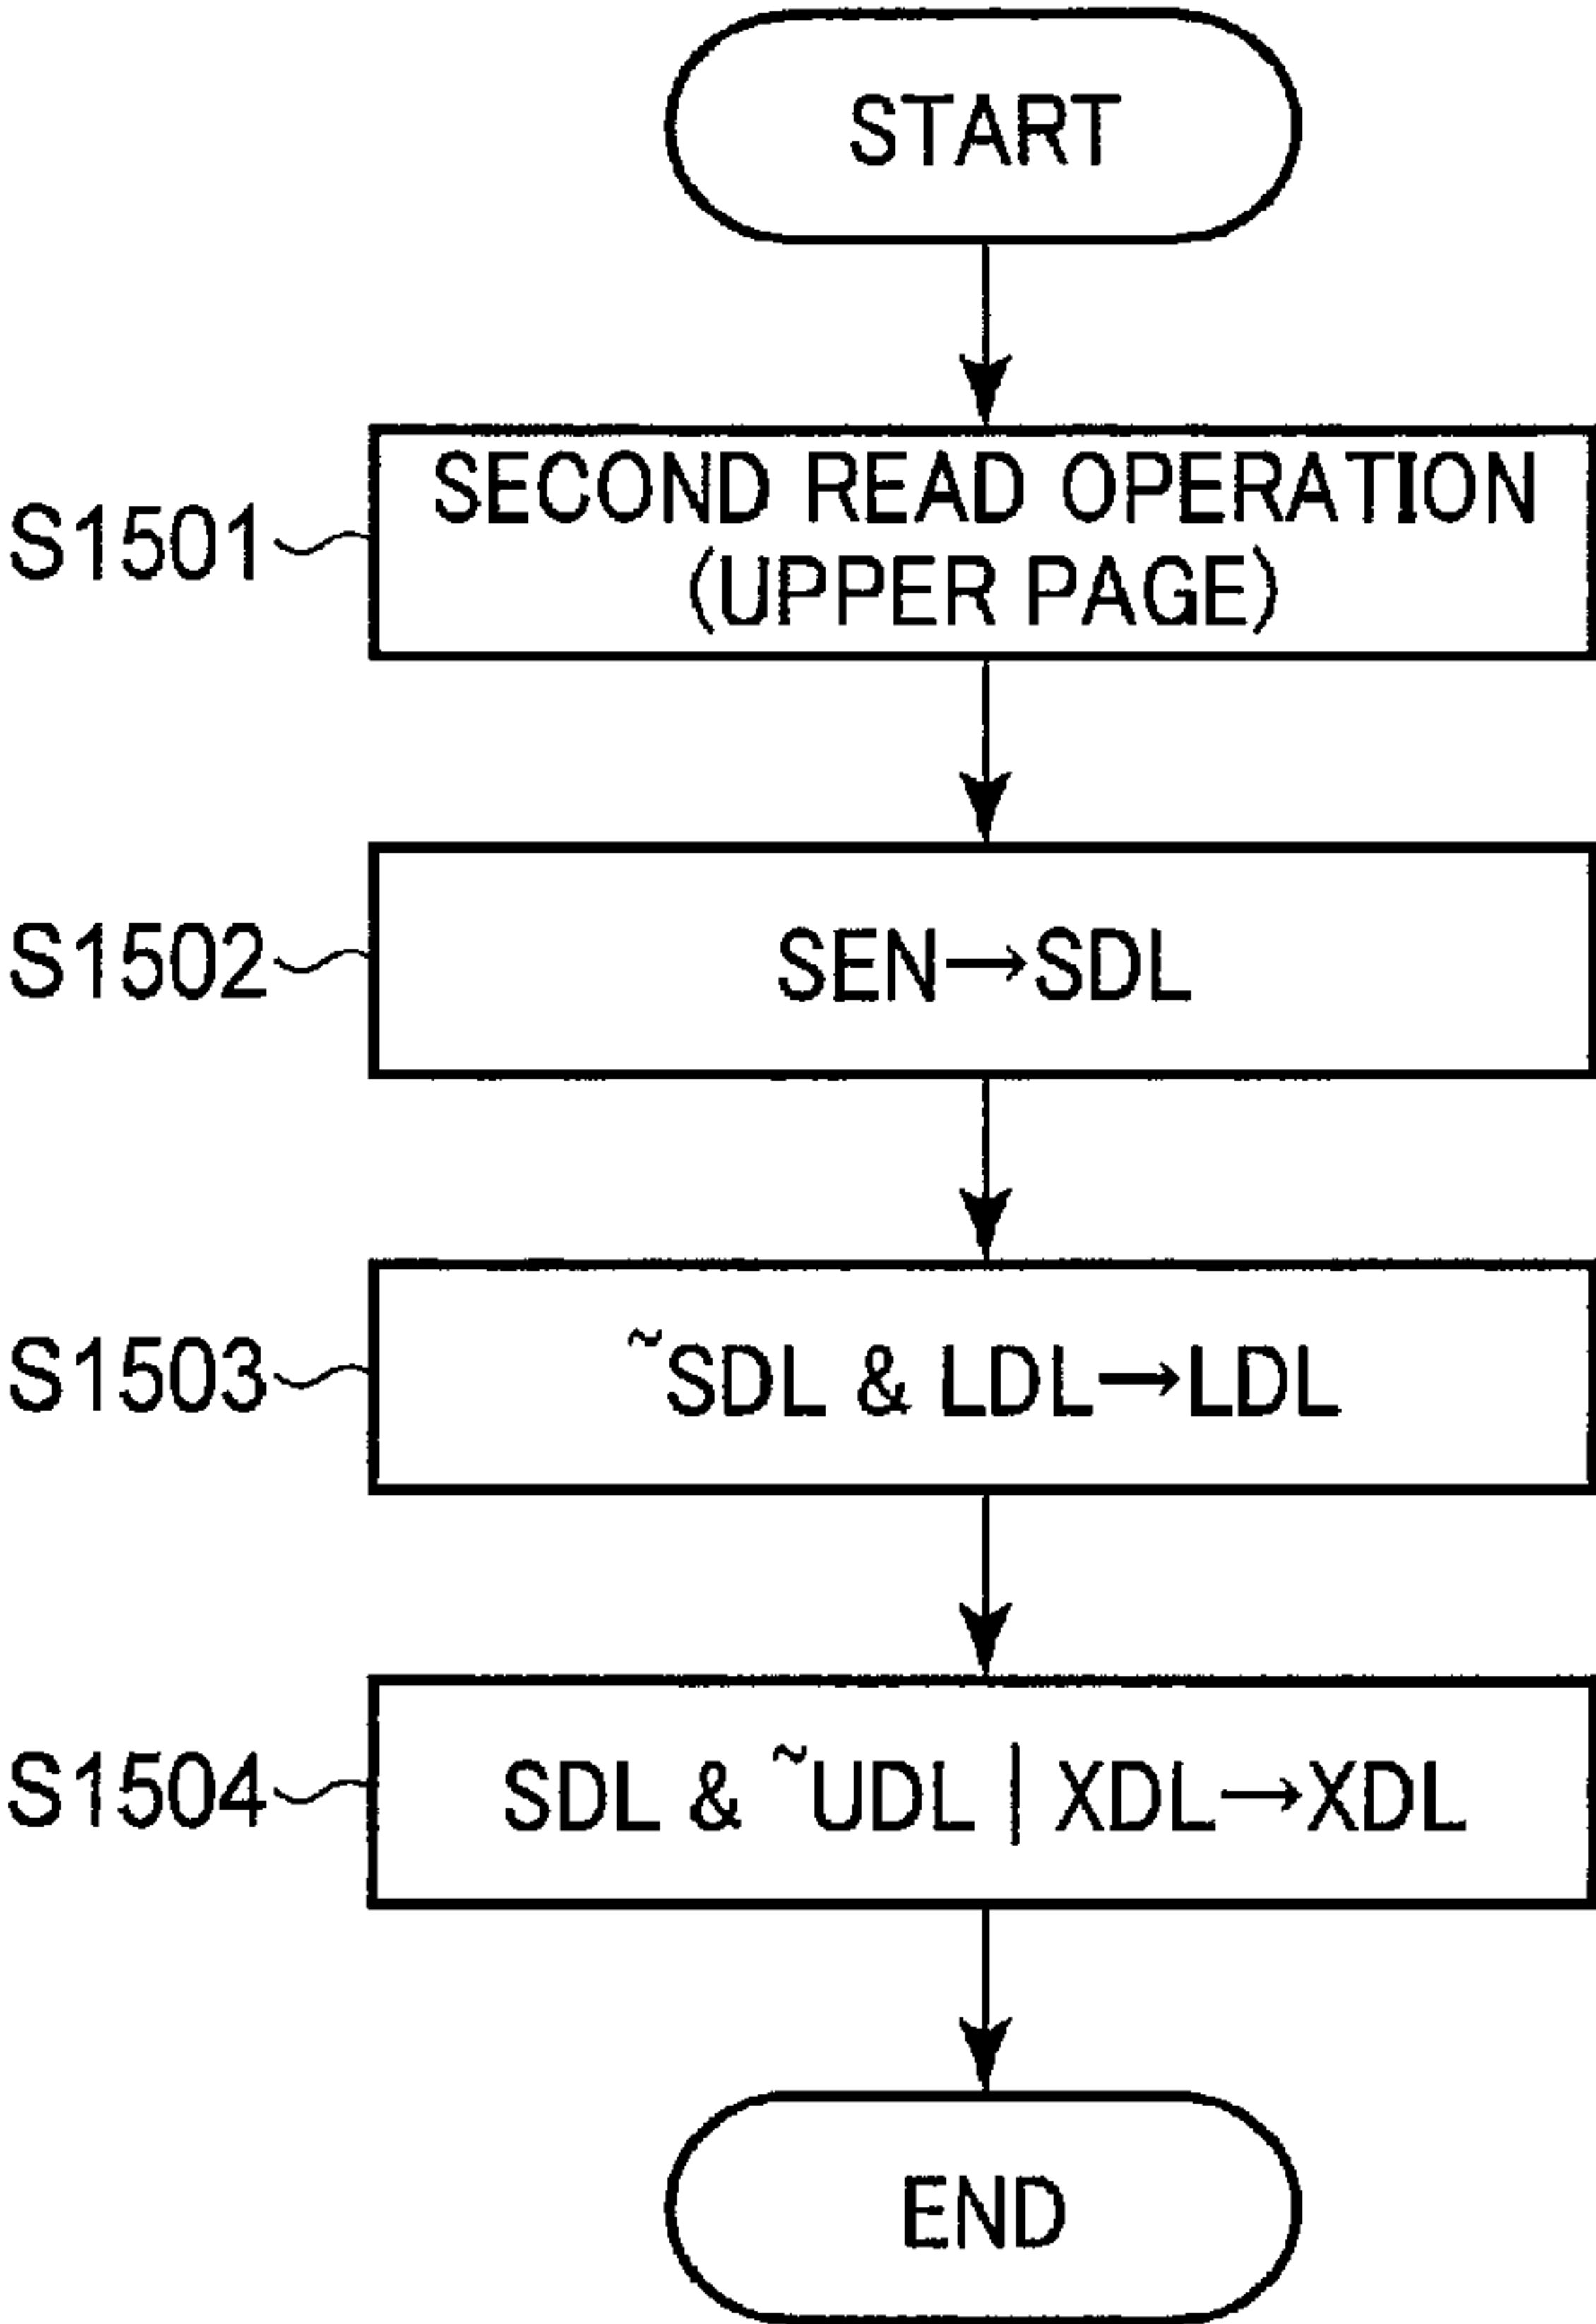 START
S1501
SECOND READ OPERATION
(UPPER PAGE)
S1502
SEN→SDL
S1503
~SDL & LDL→LDL
S1504
SDL & ~UDL | XDL→XDL
END